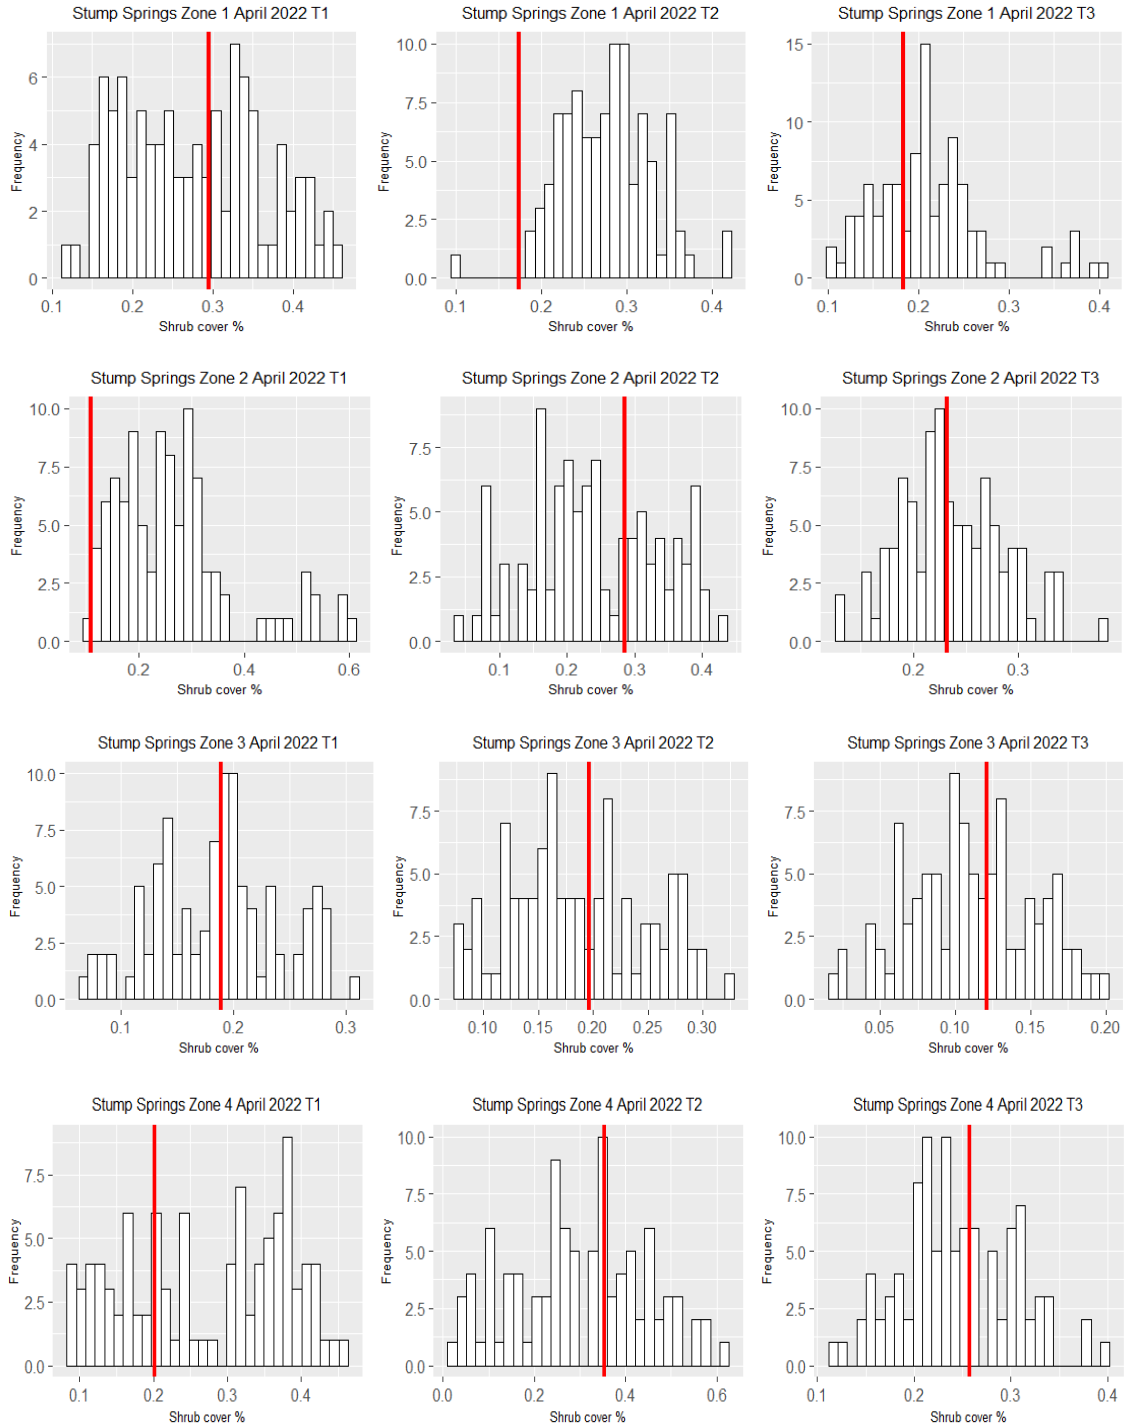 Stump Springs Zone 1 April 2022 T1
Frequency
6
4
2
0
0.1 0.2 0.3 0.4
Shrub cover %
Stump Springs Zone 1 April 2022 T2
Frequency
10.0
7.5
5.0
2.5
0.0
0.1 0.2 0.3 0.4
Shrub cover %
Stump Springs Zone 1 April 2022 T3
Frequency
15
10
5
0
0.1 0.2 0.3 0.4
Shrub cover %
Stump Springs Zone 2 April 2022 T1
Frequency
10.0
7.5
5.0
2.5
0.0
0.2 0.4 0.6
Shrub cover %
Stump Springs Zone 2 April 2022 T2
Frequency
7.5
5.0
2.5
0.0
0.1 0.2 0.3 0.4
Shrub cover %
Stump Springs Zone 2 April 2022 T3
Frequency
10.0
7.5
5.0
2.5
0.0
0.2 0.3
Shrub cover %
Stump Springs Zone 3 April 2022 T1
Frequency
10.0
7.5
5.0
2.5
0.0
0.1 0.2 0.3
Shrub cover %
Stump Springs Zone 3 April 2022 T2
Frequency
7.5
5.0
2.5
0.0
0.10 0.15 0.20 0.25 0.30
Shrub cover %
Stump Springs Zone 3 April 2022 T3
Frequency
7.5
5.0
2.5
0.0
0.05 0.10 0.15 0.20
Shrub cover %
Stump Springs Zone 4 April 2022 T1
Frequency
7.5
5.0
2.5
0.0
0.1 0.2 0.3 0.4
Shrub cover %
Stump Springs Zone 4 April 2022 T2
Frequency
10.0
7.5
5.0
2.5
0.0
0.0 0.2 0.4 0.6
Shrub cover %
Stump Springs Zone 4 April 2022 T3
Frequency
10.0
7.5
5.0
2.5
0.0
0.1 0.2 0.3 0.4
Shrub cover %